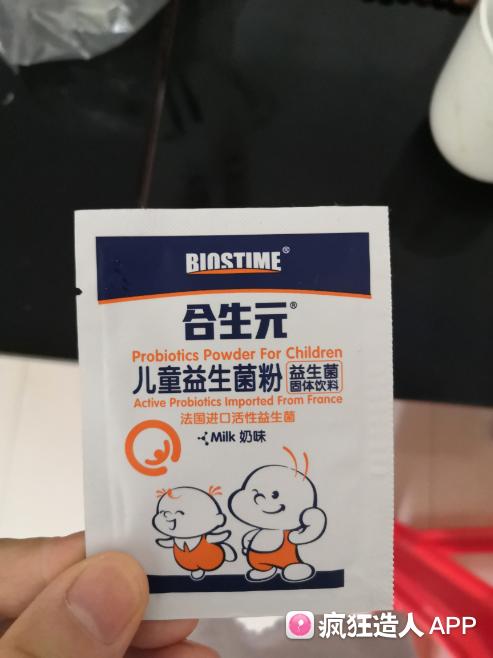 BIOSTIME®
合生元®
Probiotics Powder For Children
儿童益生菌粉 益生菌
固体饮料
Active Probiotics Imported From France
法国进口活性益生菌
Milk 奶味
疯狂造人 APP